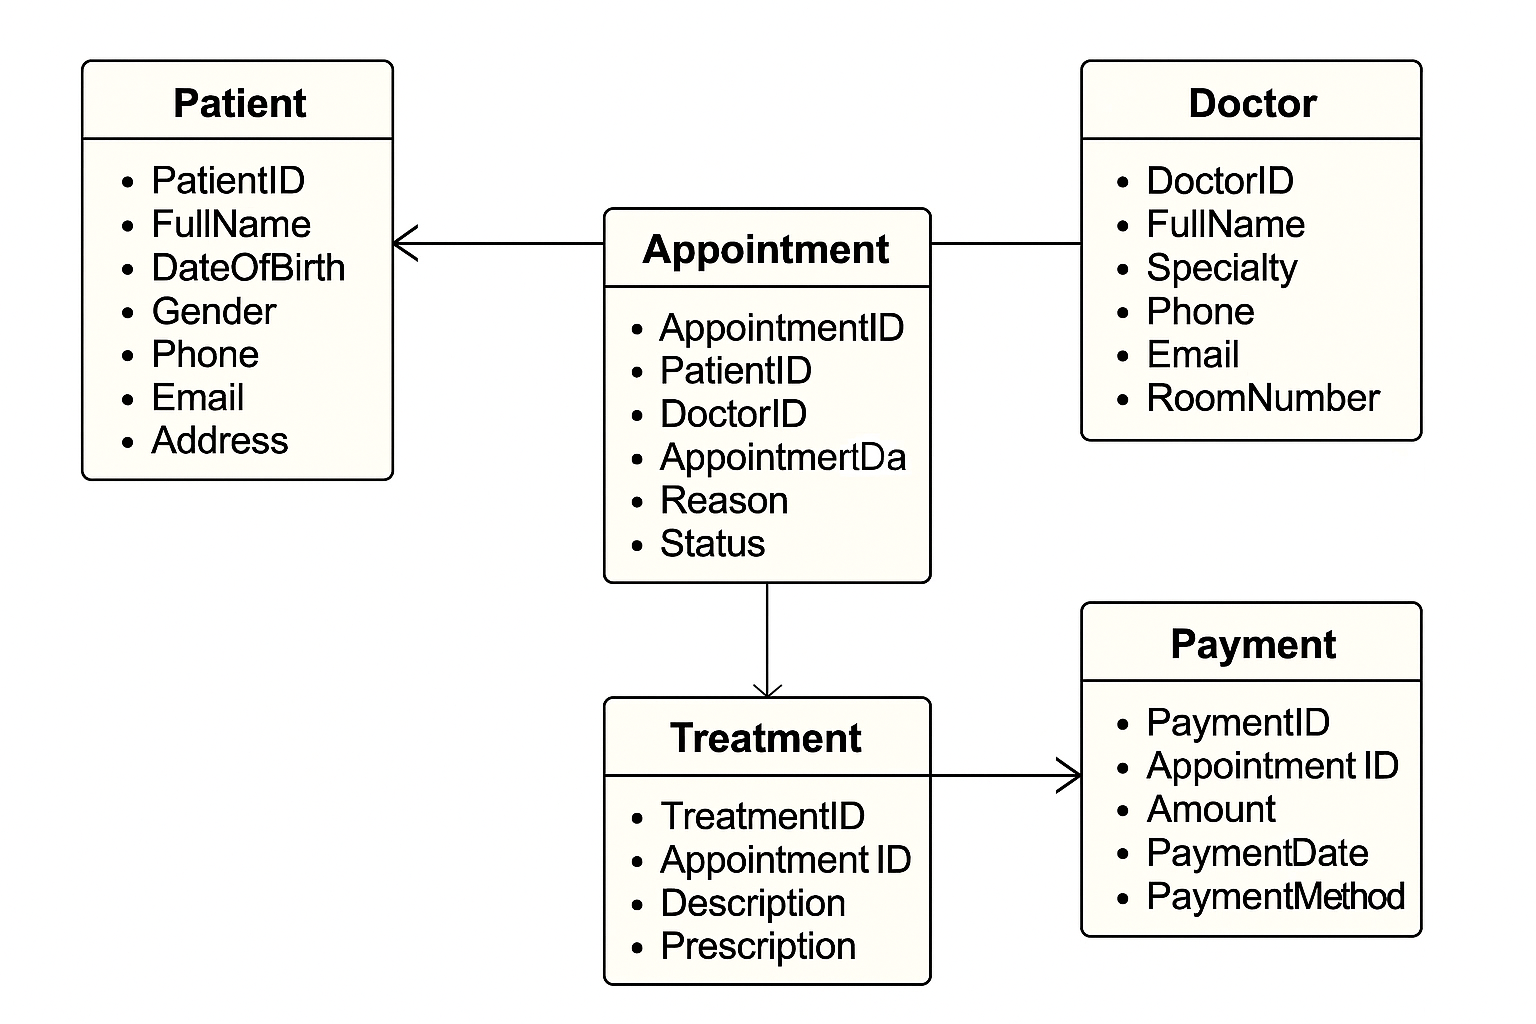 Patient
• PatientID
• FullName
• DateOfBirth
• Gender
• Phone
• Email
• Address
Doctor
• DoctorID
• FullName
• Specialty
• Phone
• Email
• RoomNumber
Appointment
• AppointmentID
• PatientID
• DoctorID
• AppointmertDa
• Reason
• Status
Treatment
• TreatmentID
• Appointment ID
• Description
• Prescription
Payment
• PaymentID
• Appointment ID
• Amount
• PaymentDate
• PaymentMethod